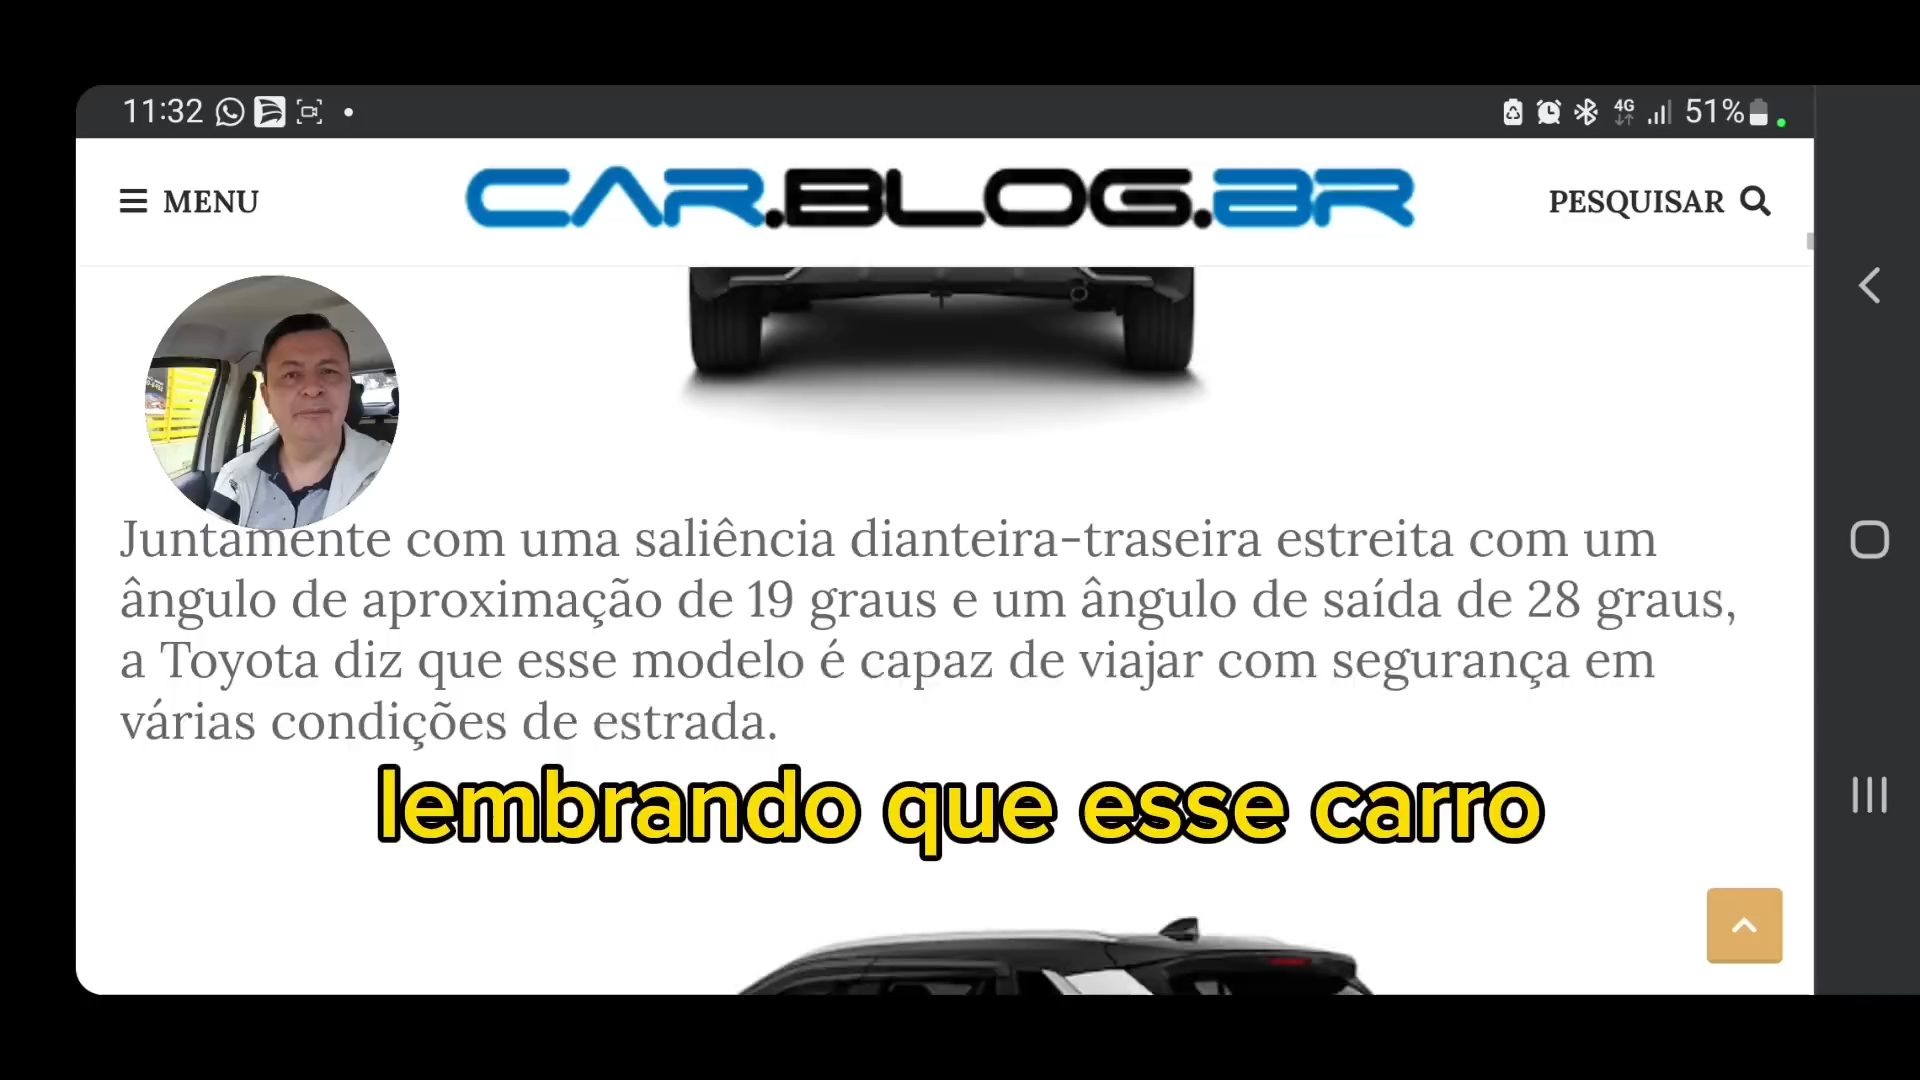 11:32 4G 51%
MENU CAR.BLOG.BR PESQUISAR
Juntamente com uma saliência dianteira-traseira estreita com um
ângulo de aproximação de 19 graus e um ângulo de saída de 28 graus,
a Toyota diz que esse modelo é capaz de viajar com segurança em
várias condições de estrada.
lembrando que esse carro